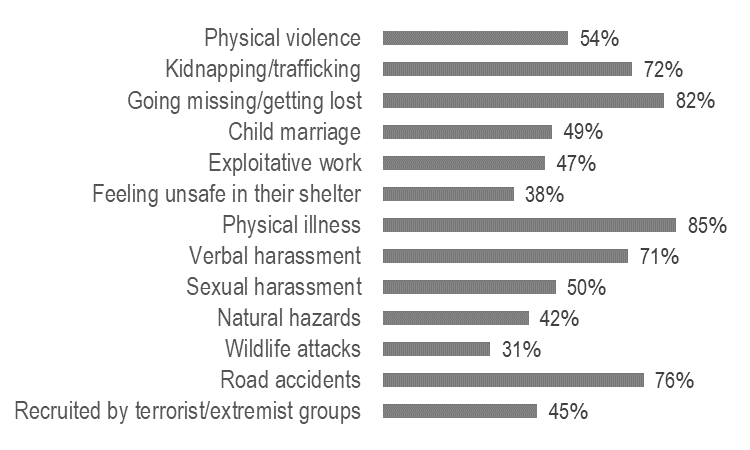 Physical violence 54%
Kidnapping/trafficking 72%
Going missing/getting lost 82%
Child marriage 49%
Exploitative work 47%
Feeling unsafe in their shelter 38%
Physical illness 85%
Verbal harassment 71%
Sexual harassment 50%
Natural hazards 42%
Wildlife attacks 31%
Road accidents 76%
Recruited by terrorist/extremist groups 45%